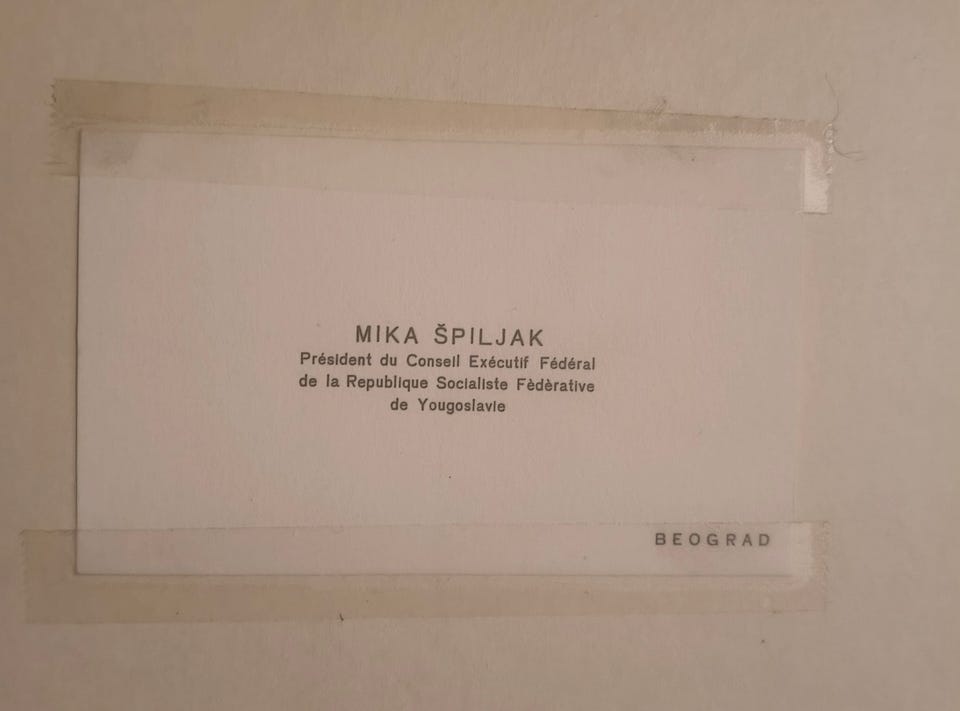 MIKA ŠPILJAK
Président du Conseil Exécutif Fédéral
de la Republique Socialiste Fèdèrative
de Yougoslavie
BEOGRAD